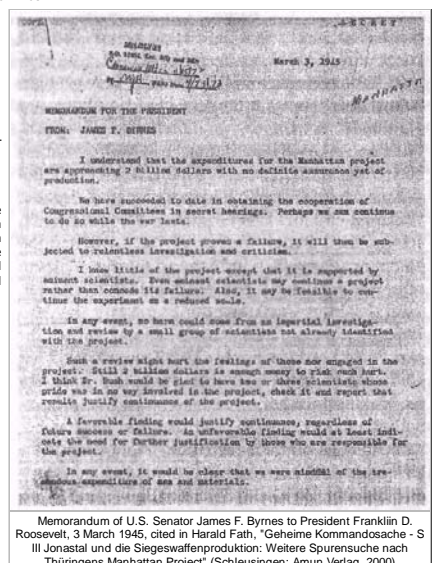 SECRET
March 3, 1945
MANHATTAN
MEMORANDUM FOR THE PRESIDENT
FROM: JAMES F. BYRNES
I understand that the expenditures for the Manhattan project
are approaching 2 billion dollars with no definite assurance yet of
production.
We have succeeded to date in obtaining the cooperation of
Congressional Committees in secret hearings. Perhaps we can continue
to do so while the war lasts.
However, if the project proves a failure, it will then be sub-
jected to relentless investigation and criticism.
I know little of the project except that it is supported by
eminent scientists. Even eminent scientists may continue a project
rather than concede its failure. Also, it may be feasible to con-
tinue the experiment on a reduced scale.
In any event, no harm could come from an impartial investiga-
tion and review by a small group of scientists not already identified
with the project.
Such a review might hurt the feelings of those now engaged in the
project. Still 2 billion dollars is enough money to risk such hurt.
I think Dr. Bush would be glad to have two or three scientists whose
pride was in no way involved in the project, check it and report that
results justify continuance of the project.
A favorable finding would justify continuance, regardless of
future success or failure. An unfavorable finding would at least indi-
cate the need for further justification by those who are responsible for
the project.
In any event, it would be clear that we were mindful of the tre-
mendous expenditure of men and materials.
Memorandum of U.S. Senator James F. Byrnes to President Frankliin D.
Roosevelt, 3 March 1945, cited in Harald Fath, "Geheime Kommandosache - S
III Jonastal und die Siegeswaffenproduktion: Weitere Spurensuche nach
Thüringens Manhattan Project" (Schleusingen: Amun Verlag, 2000)